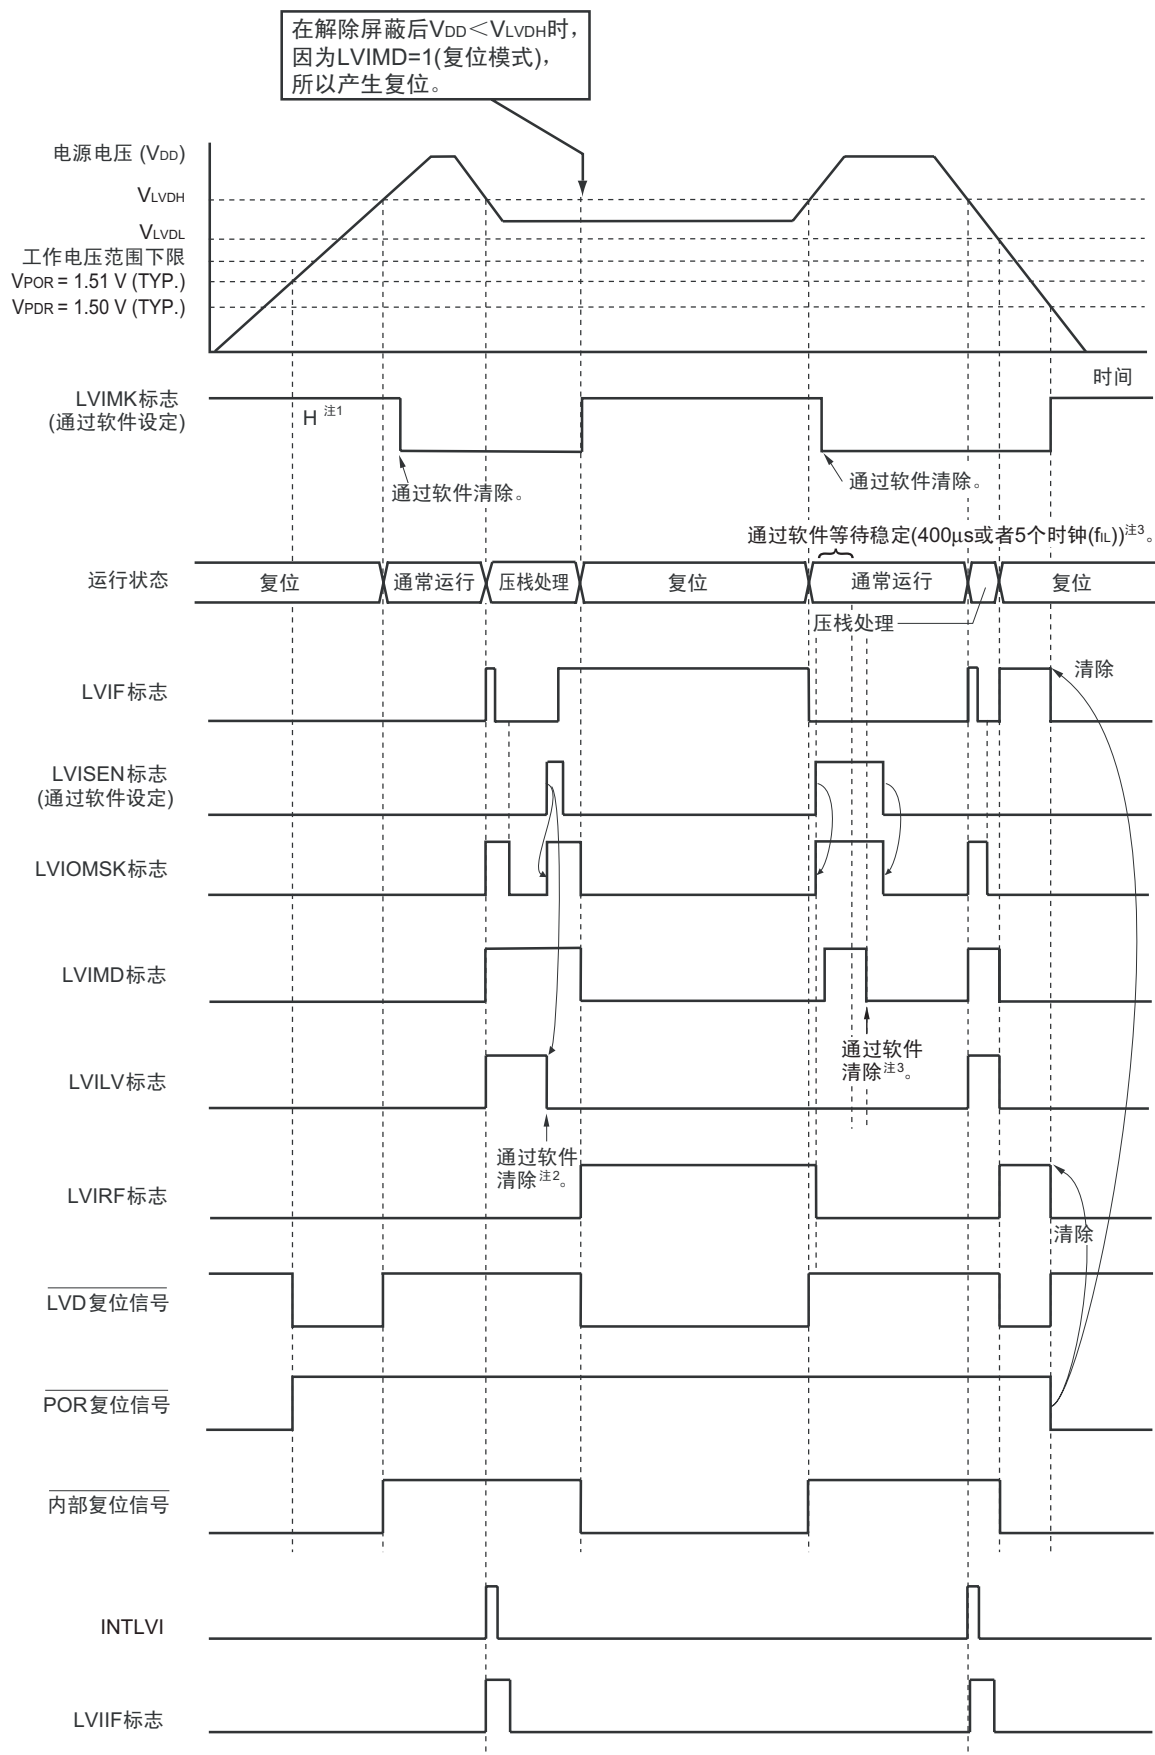 在解除屏蔽后VDD＜VLVDH时，
因为LVIMD=1(复位模式)，
所以产生复位。
电源电压 (VDD)
VLVDH
VLVDL
工作电压范围下限
VPOR = 1.51 V (TYP.)
VPDR = 1.50 V (TYP.)
时间
LVIMK标志
(通过软件设定)
H 注1
通过软件清除。
通过软件清除。
通过软件等待稳定(400μs或者5个时钟(fIL))注3。
运行状态
复位
通常运行
压栈处理
复位
通常运行
复位
压栈处理
LVIF标志
清除
LVISEN标志
(通过软件设定)
LVIOMSK标志
LVIMD标志
通过软件
清除注3。
LVILV标志
通过软件
清除注2。
LVIRF标志
清除
LVD复位信号
POR复位信号
内部复位信号
INTLVI
LVIIF标志